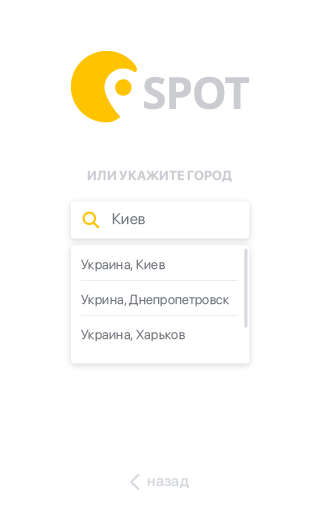 SPOT
ИЛИ УКАЖИТЕ ГОРОД
Киев
Украина, Киев
Укрина, Днепропетровск
Украина, Харьков
назад